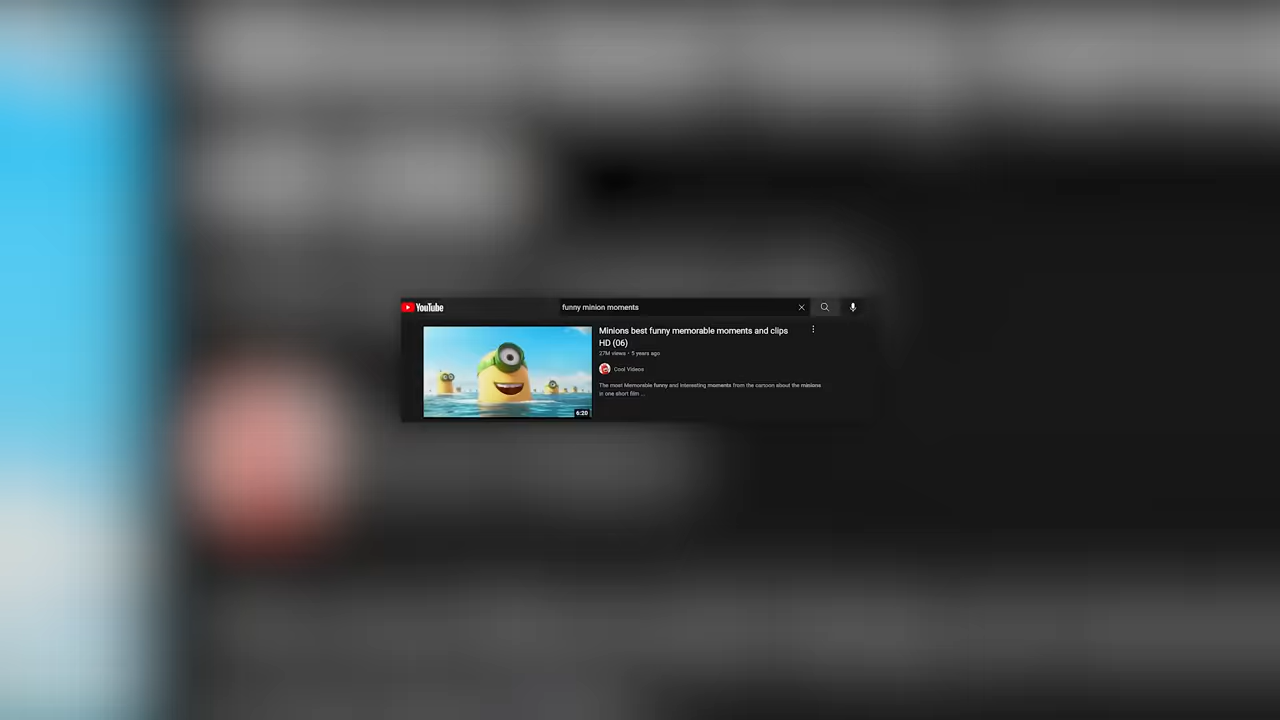 YouTube
funny minion moments
Minions best funny memorable moments and clips
HD (06)
27M views • 5 years ago
Cool Videos
The most Memorable funny and interesting moments from the cartoon about the minions
in one short film ...
6:20